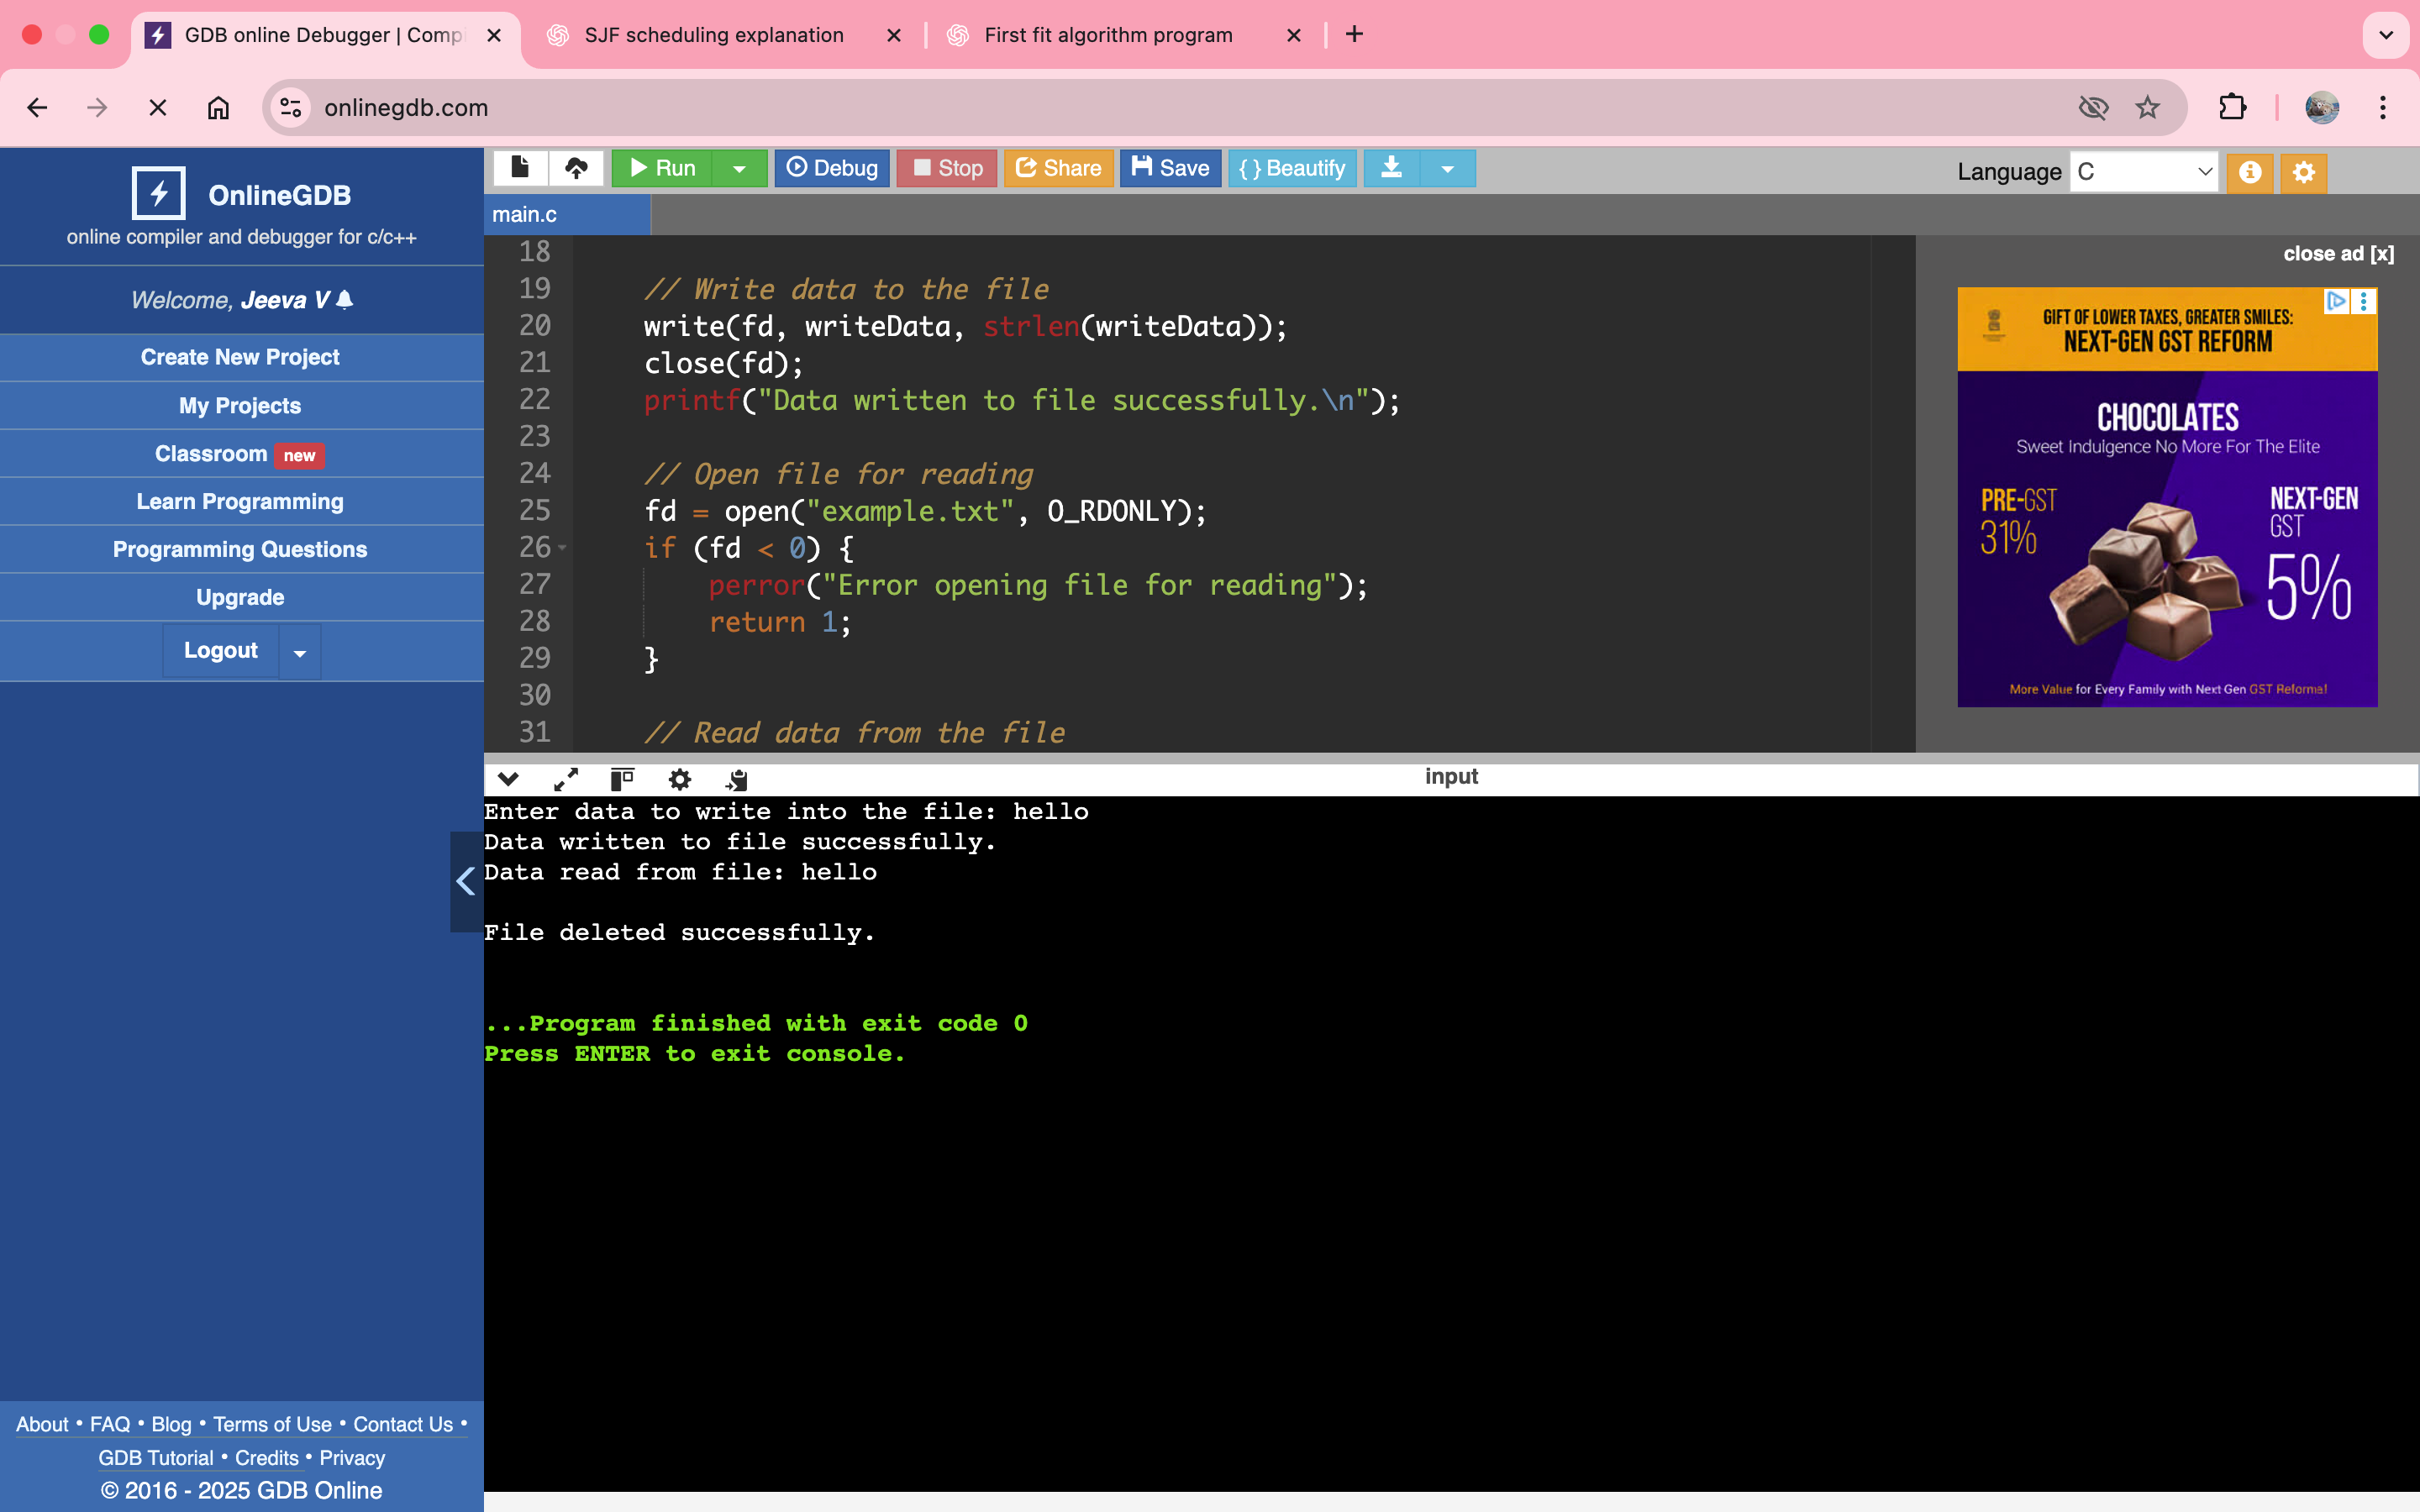 GDB online Debugger | Comp
SJF scheduling explanation
First fit algorithm program
onlinegdb.com
OnlineGDB
online compiler and debugger for c/c++
Welcome, Jeeva V
Create New Project
My Projects
Classroom new
Learn Programming
Programming Questions
Upgrade
Logout
About • FAQ • Blog • Terms of Use • Contact Us •
GDB Tutorial • Credits • Privacy
© 2016 - 2025 GDB Online
Run
Debug
Stop
Share
Save
{ } Beautify
Language C
main.c
18
19 // Write data to the file
20 write(fd, writeData, strlen(writeData));
21 close(fd);
22 printf("Data written to file successfully.\n");
23
24 // Open file for reading
25 fd = open("example.txt", O_RDONLY);
26 if (fd < 0) {
27 perror("Error opening file for reading");
28 return 1;
29 }
30
31 // Read data from the file
close ad [x]
GIFT OF LOWER TAXES, GREATER SMILES:
NEXT-GEN GST REFORM
CHOCOLATES
Sweet Indulgence No More For The Elite
PRE-GST
31%
NEXT-GEN
GST
5%
More Value for Every Family with Next Gen GST Reforms!
input
Enter data to write into the file: hello
Data written to file successfully.
Data read from file: hello
File deleted successfully.
...Program finished with exit code 0
Press ENTER to exit console.